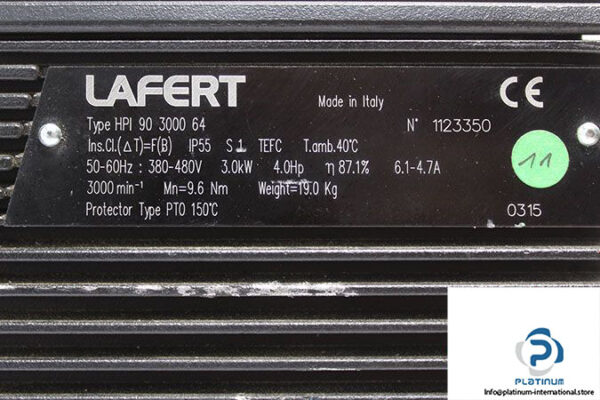 LAFERT
Made in Italy
CE
Type HPI 90 3000 64
N° 1123350
Ins.Cl.(ΔT)=F(B) IP55 S1 TEFC T.amb.40°C
50-60Hz : 380-480V 3.0kW 4.0Hp η 87.1% 6.1-4.7A
3000 min⁻¹ Mn=9.6 Nm Weight=19.0 Kg
Protector Type PTO 150°C
0315
11
PLATINUM
Info@platinum-international.store